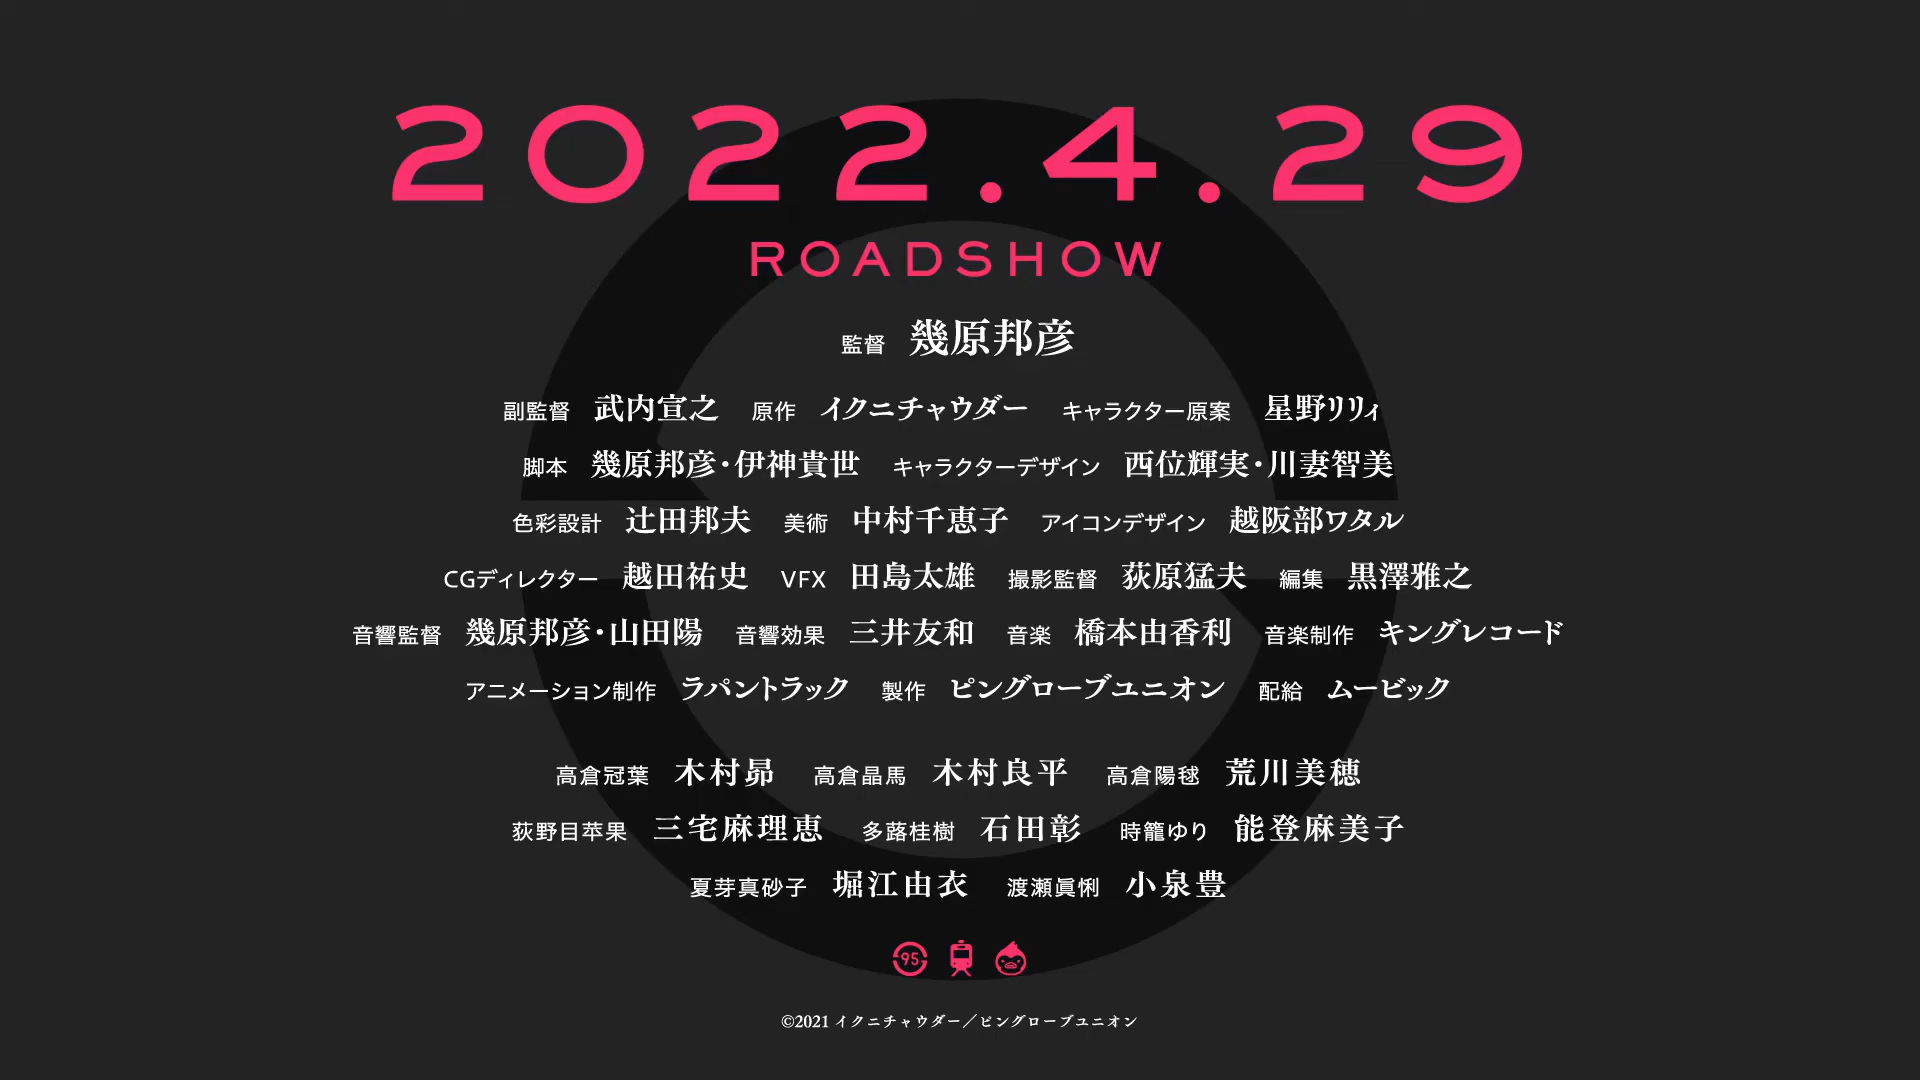 2022.4.29
ROADSHOW
監督 幾原邦彦
副監督 武内宣之 原作 イクニチャウダー キャラクター原案 星野リリィ
脚本 幾原邦彦・伊神貴世 キャラクターデザイン 西位輝実・川妻智美
色彩設計 辻田邦夫 美術 中村千恵子 アイコンデザイン 越阪部ワタル
CGディレクター 越田祐史 VFX 田島太雄 撮影監督 荻原猛夫 編集 黒澤雅之
音響監督 幾原邦彦・山田陽 音響効果 三井友和 音楽 橋本由香利 音楽制作 キングレコード
アニメーション制作 ラパントラック 製作 ピングローブユニオン 配給 ムービック
高倉冠葉 木村昴 高倉晶馬 木村良平 高倉陽毬 荒川美穂
荻野目苹果 三宅麻理恵 多蕗桂樹 石田彰 時籠ゆり 能登麻美子
夏芽真砂子 堀江由衣 渡瀬眞悧 小泉豊
95
©2021 イクニチャウダー／ピングローブユニオン